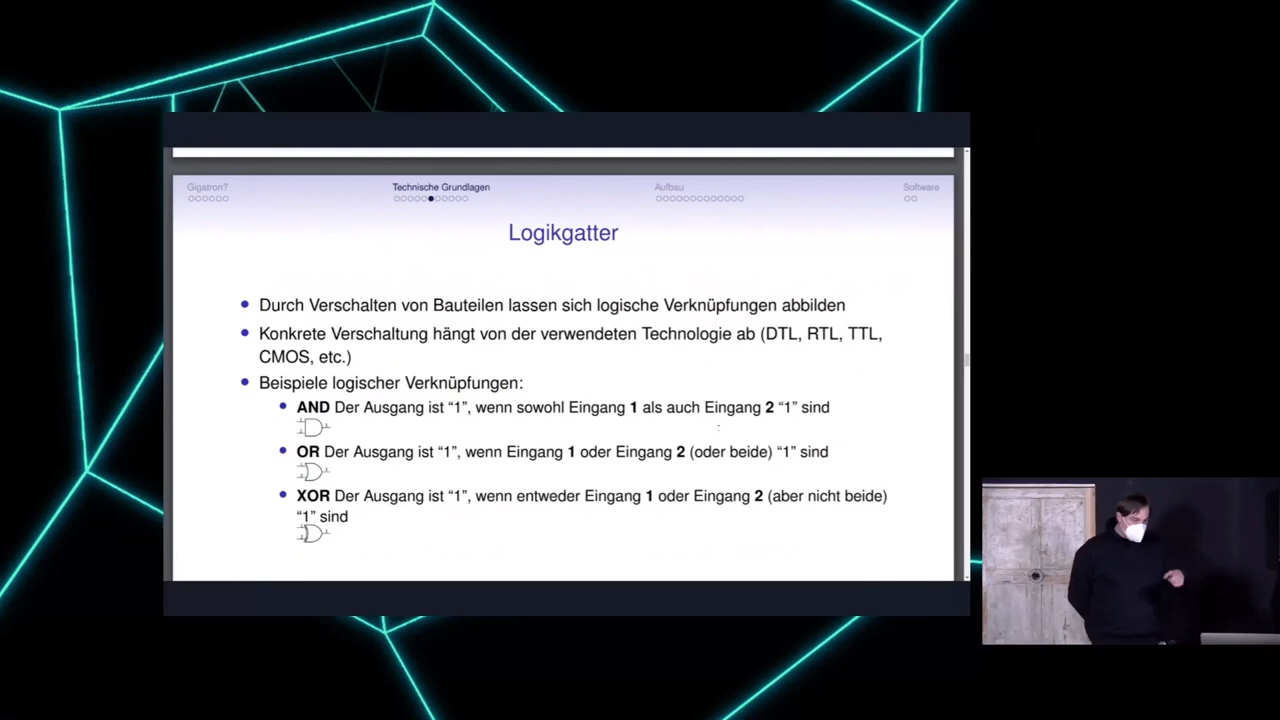 Gigatron?
Technische Grundlagen
Aufbau
Software
Logikgatter
Durch Verschalten von Bauteilen lassen sich logische Verknüpfungen abbilden
Konkrete Verschaltung hängt von der verwendeten Technologie ab (DTL, RTL, TTL,
CMOS, etc.)
Beispiele logischer Verknüpfungen:
AND Der Ausgang ist “1”, wenn sowohl Eingang 1 als auch Eingang 2 “1” sind
OR Der Ausgang ist “1”, wenn Eingang 1 oder Eingang 2 (oder beide) “1” sind
XOR Der Ausgang ist “1”, wenn entweder Eingang 1 oder Eingang 2 (aber nicht beide)
“1” sind